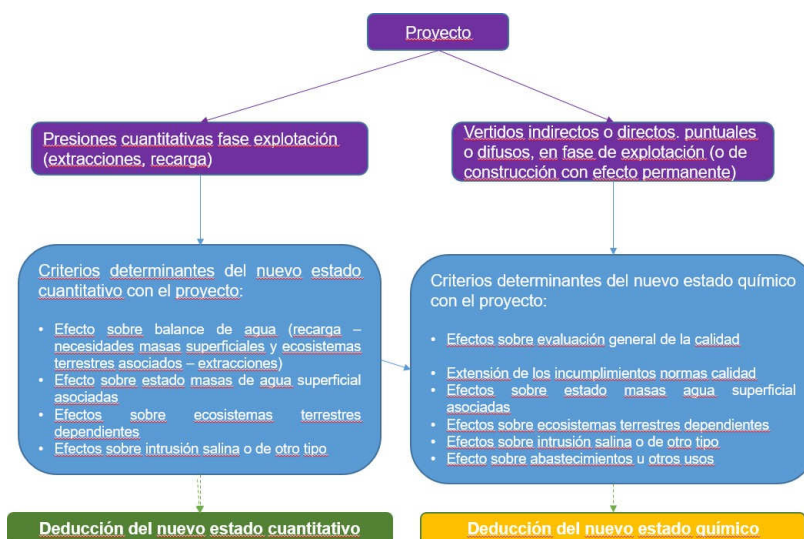 Proyecto
Presiones cuantitativas fase explotación
(extracciones, recarga)
Vertidos indirectos o directos. puntuales
o difusos, en fase de explotación (o de
construcción con efecto permanente)
Criterios determinantes del nuevo estado
cuantitativo con el proyecto:
• Efecto sobre balance de agua (recarga –
necesidades masas superficiales y ecosistemas
terrestres asociados – extracciones)
• Efecto sobre estado masas de agua superficial
asociadas
• Efectos sobre ecosistemas terrestres
dependientes
• Efectos sobre intrusión salina o de otro tipo
Criterios determinantes del nuevo estado químico
con el proyecto:
• Efectos sobre evaluación general de la calidad
• Extensión de los incumplimientos normas calidad
• Efectos sobre estado masas agua superficial
asociadas
• Efectos sobre ecosistemas terrestres dependientes
• Efectos sobre intrusión salina o de otro tipo
• Efecto sobre abastecimientos u otros usos
Deducción del nuevo estado cuantitativo
Deducción del nuevo estado químico